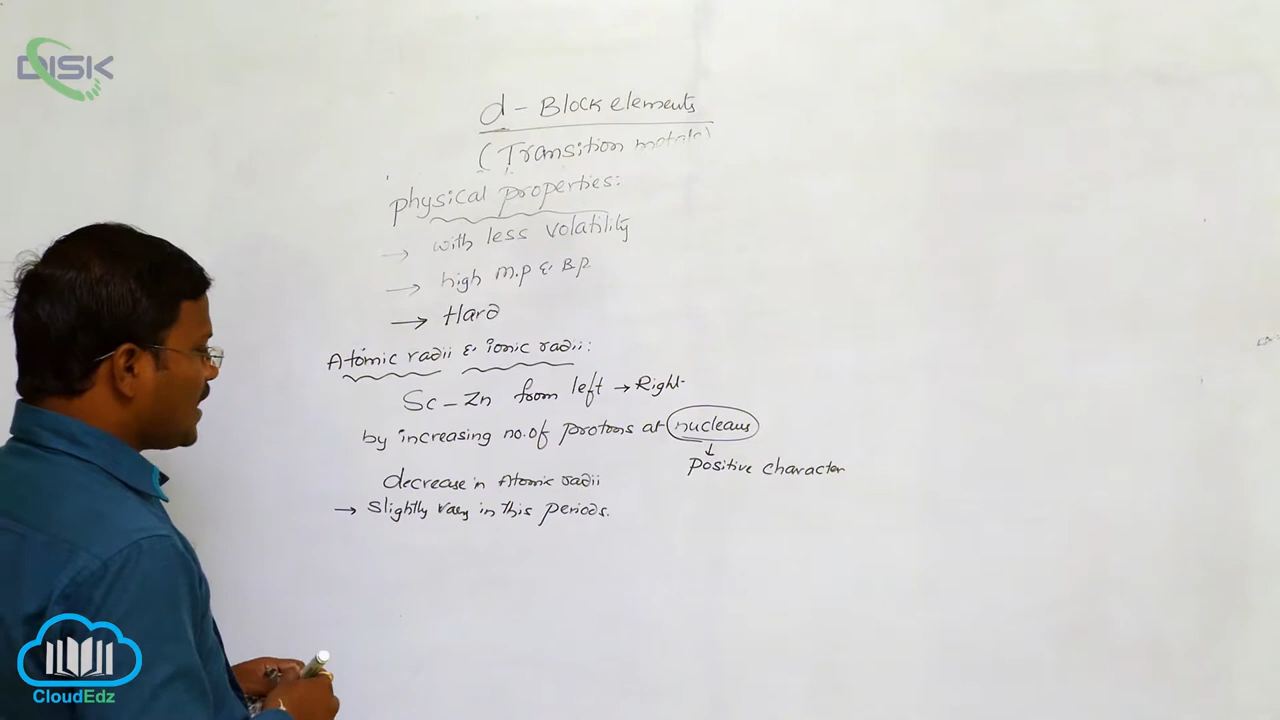 DISK
d - Block elements
( Transition metals)
physical properties:
→ with less volatility
→ high M.p & B.p
→ Hard
Atomic radii & ionic radii:
Sc - Zn from left → Right
by increasing no. of protons at nucleaus
↓
positive character
decrease in Atomic radii
→ slightly vary in this periods.
CloudEdz